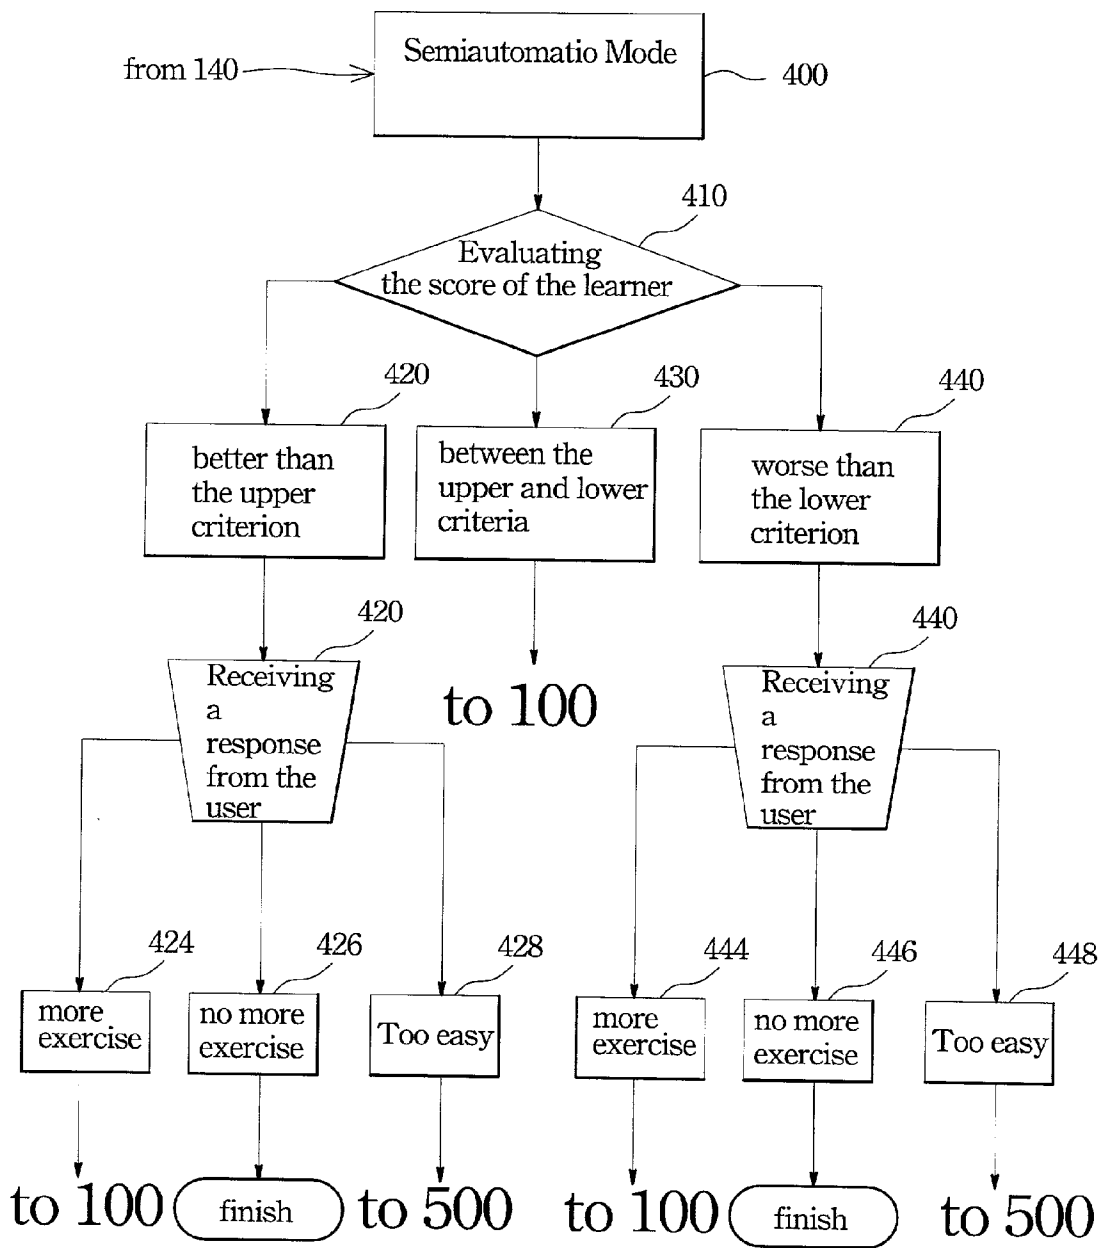 Semiautomatio Mode
from 140
400
410
Evaluating
the score of the learner
420
430
440
better than
the upper
criterion
between the
upper and lower
criteria
worse than
the lower
criterion
420
440
Receiving
a
response
from the
user
to 100
Receiving
a
response
from the
user
424
426
428
444
446
448
more
exercise
no more
exercise
Too easy
more
exercise
no more
exercise
Too easy
to 100
finish
to 500
to 100
finish
to 500